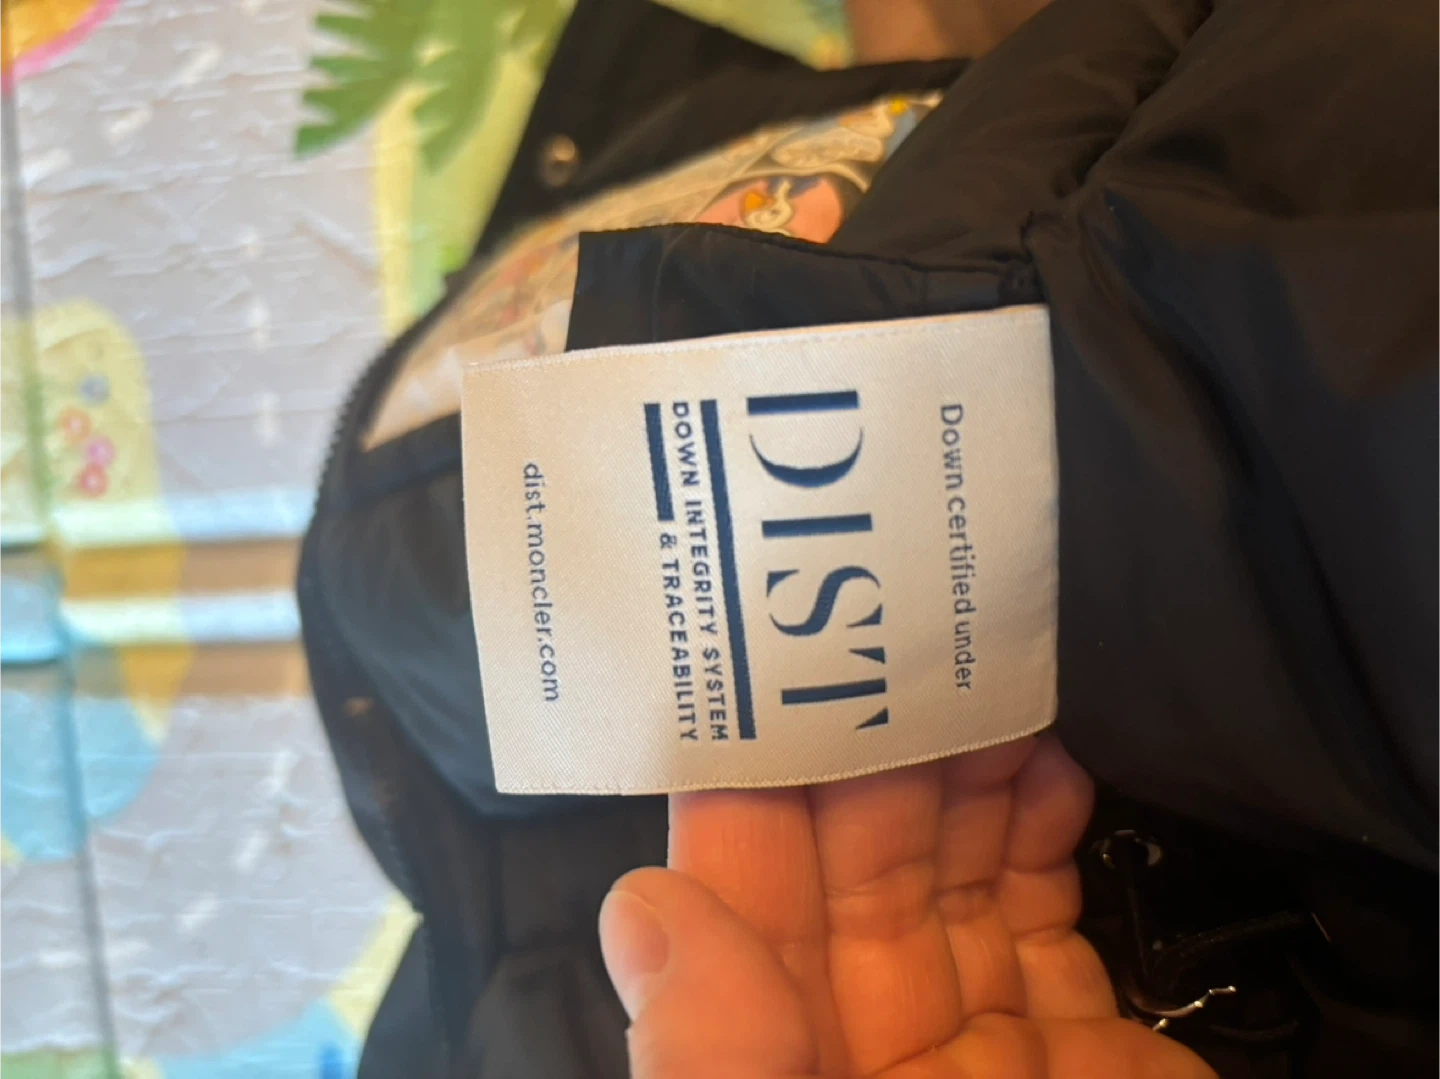 Down certified under
DIST
DOWN INTEGRITY SYSTEM
& TRACEABILITY
dist.moncler.com